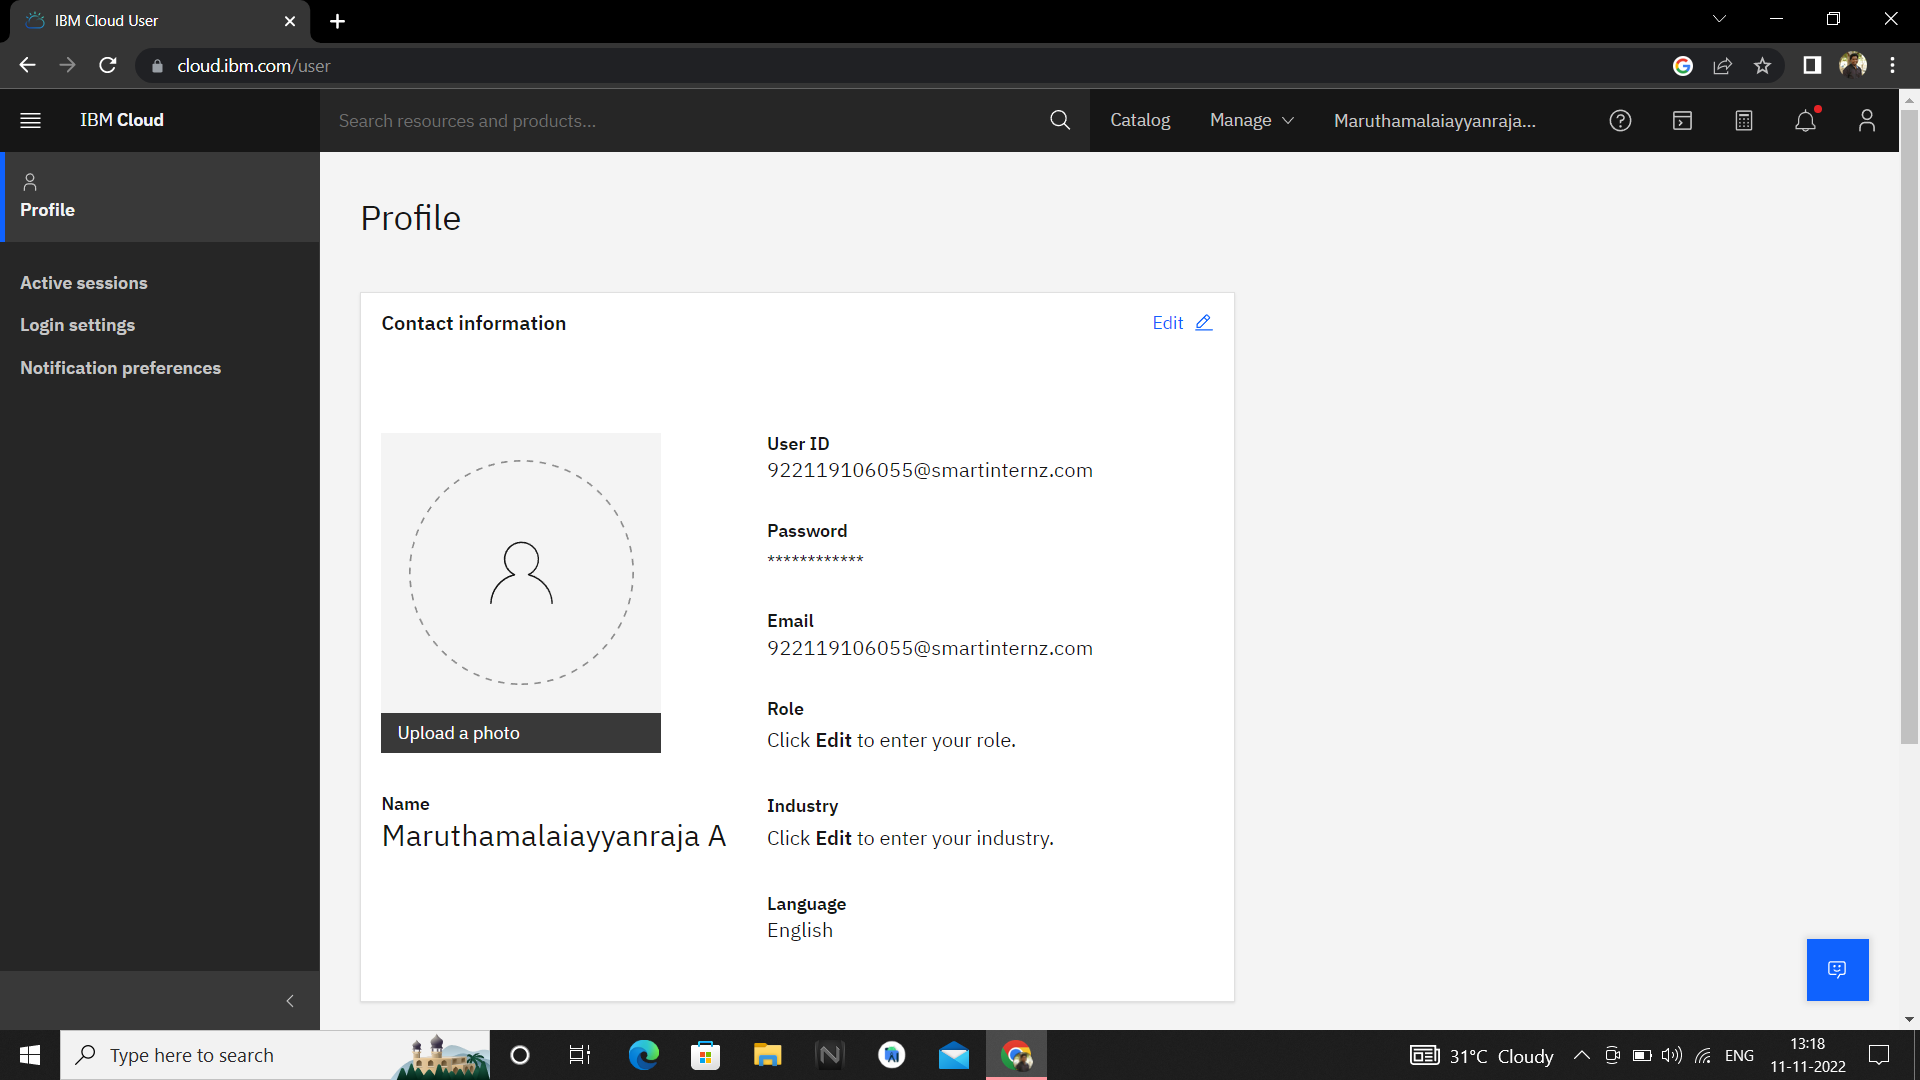 IBM Cloud User
cloud.ibm.com/user
IBM Cloud
Search resources and products...
Catalog
Manage
Maruthamalaiayyanraja...
Profile
Active sessions
Login settings
Notification preferences
Profile
Contact information
Edit
Upload a photo
Name
Maruthamalaiayyanraja A
User ID
922119106055@smartinternz.com
Password
************
Email
922119106055@smartinternz.com
Role
Click Edit to enter your role.
Industry
Click Edit to enter your industry.
Language
English
Type here to search
31°C Cloudy
ENG
13:18
11-11-2022